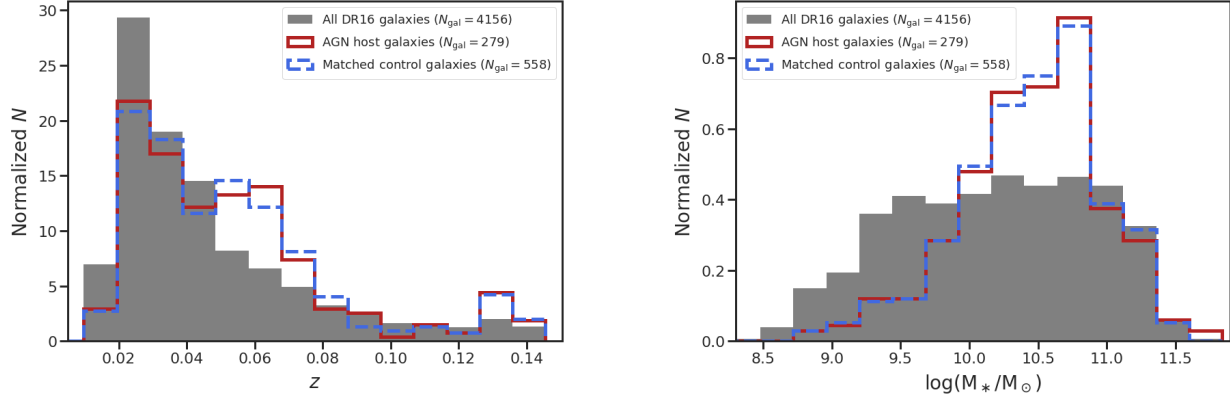 All DR16 galaxies (N_gal = 4156)
AGN host galaxies (N_gal = 279)
Matched control galaxies (N_gal = 558)
Normalized N
30
25
20
15
10
5
0
0.02 0.04 0.06 0.08 0.10 0.12 0.14
z
All DR16 galaxies (N_gal = 4156)
AGN host galaxies (N_gal = 279)
Matched control galaxies (N_gal = 558)
Normalized N
0.8
0.6
0.4
0.2
0.0
8.5 9.0 9.5 10.0 10.5 11.0 11.5
log(M_*/M_⊙)